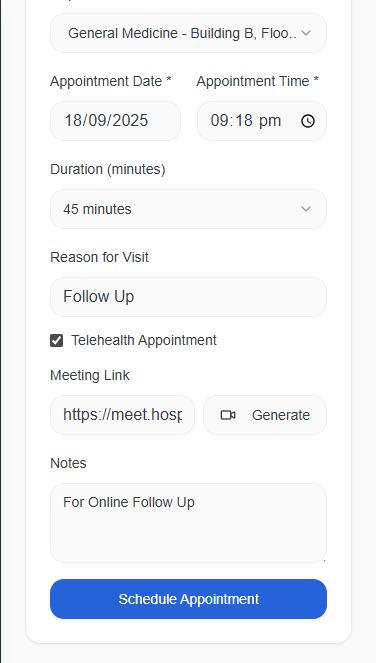 General Medicine - Building B, Floo..
Appointment Date * Appointment Time *
18/09/2025 09:18 pm
Duration (minutes)
45 minutes
Reason for Visit
Follow Up
Telehealth Appointment
Meeting Link
https://meet.hosp Generate
Notes
For Online Follow Up
Schedule Appointment